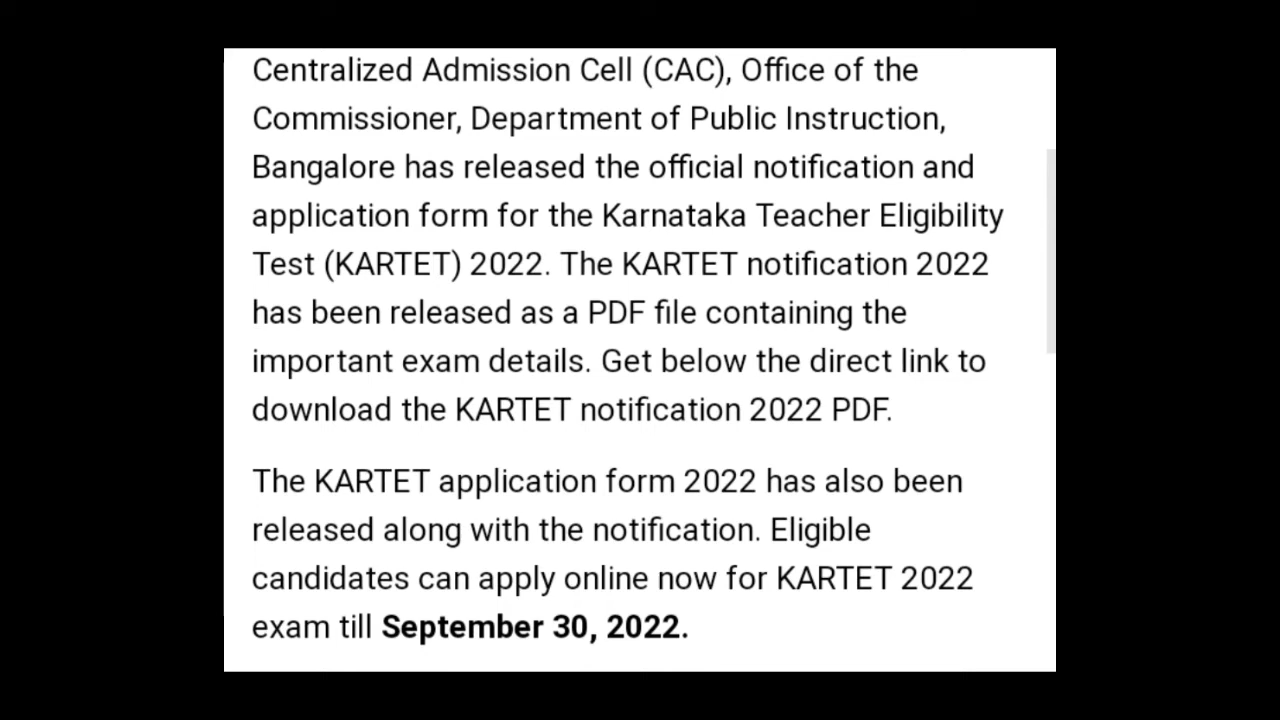 Centralized Admission Cell (CAC), Office of the
Commissioner, Department of Public Instruction,
Bangalore has released the official notification and
application form for the Karnataka Teacher Eligibility
Test (KARTET) 2022. The KARTET notification 2022
has been released as a PDF file containing the
important exam details. Get below the direct link to
download the KARTET notification 2022 PDF.
The KARTET application form 2022 has also been
released along with the notification. Eligible
candidates can apply online now for KARTET 2022
exam till September 30, 2022.